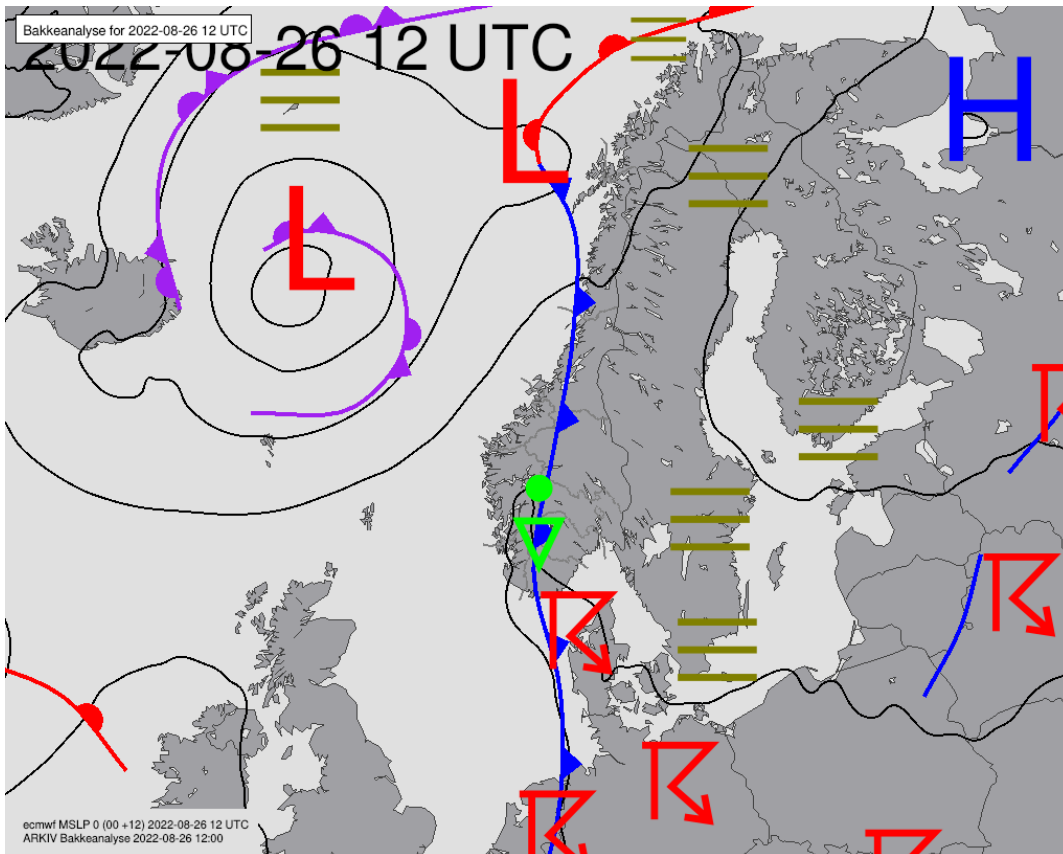 Bakkeanalyse for 2022-08-26 12 UTC
2022-08-26 12 UTC
L
L
H
ecmwf MSLP 0 (00 +12) 2022-08-26 12 UTC
ARKIV Bakkeanalyse 2022-08-26 12:00